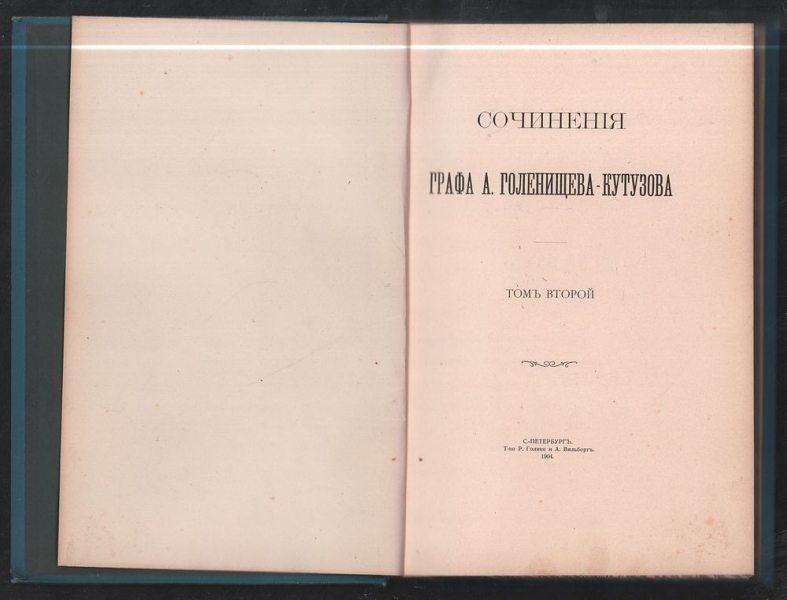 СОЧИНЕНІЯ
ГРАФА А. ГОЛЕНИЩЕВА-КУТУЗОВА
ТОМЪ ВТОРОЙ
С.-ПЕТЕРБУРГЪ.
Т-во Р. Голике и А. Вильборгъ.
1904.